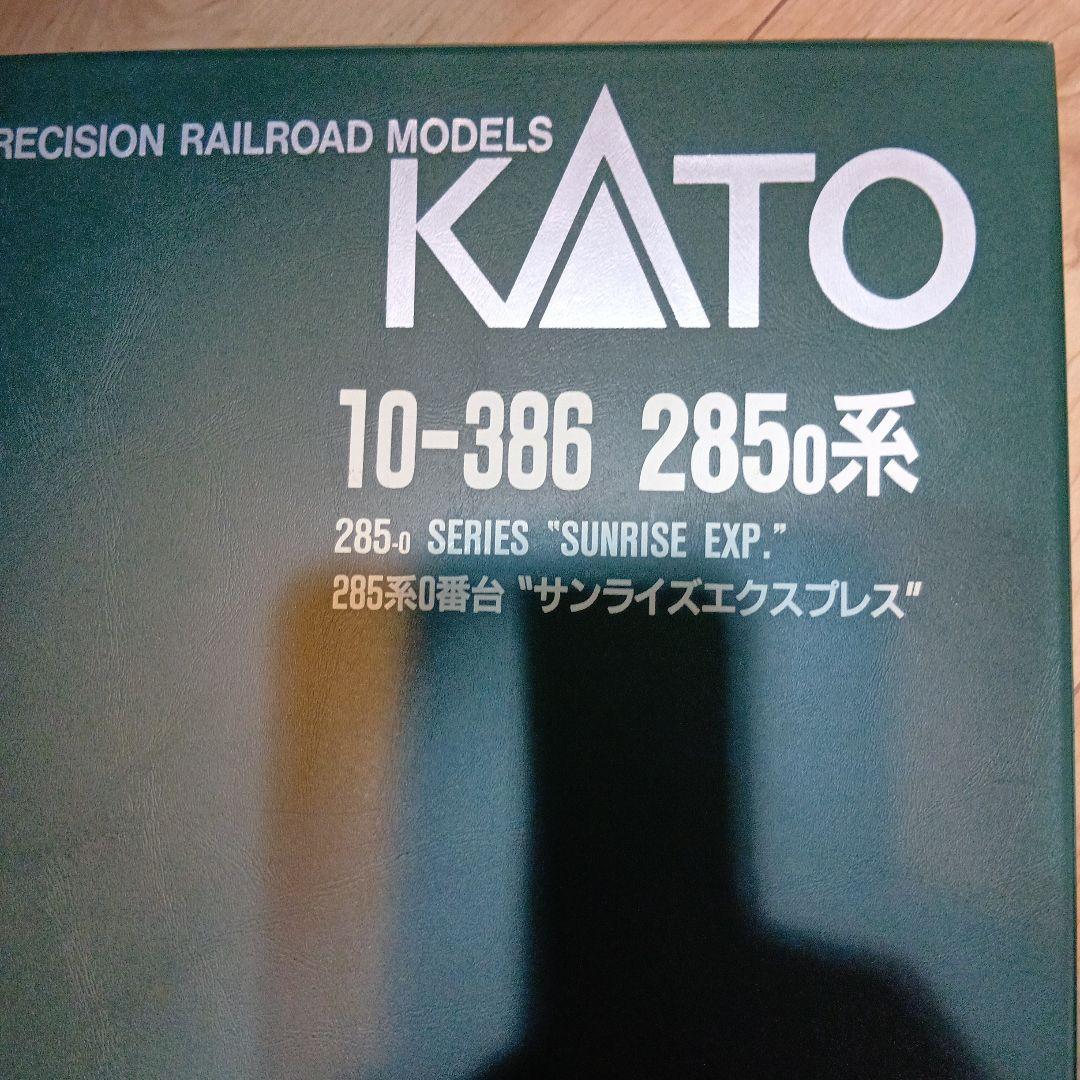 RECISION RAILROAD MODELS
KATO
10-386 2850系
285-0 SERIES "SUNRISE EXP."
285系0番台 "サンライズエクスプレス"